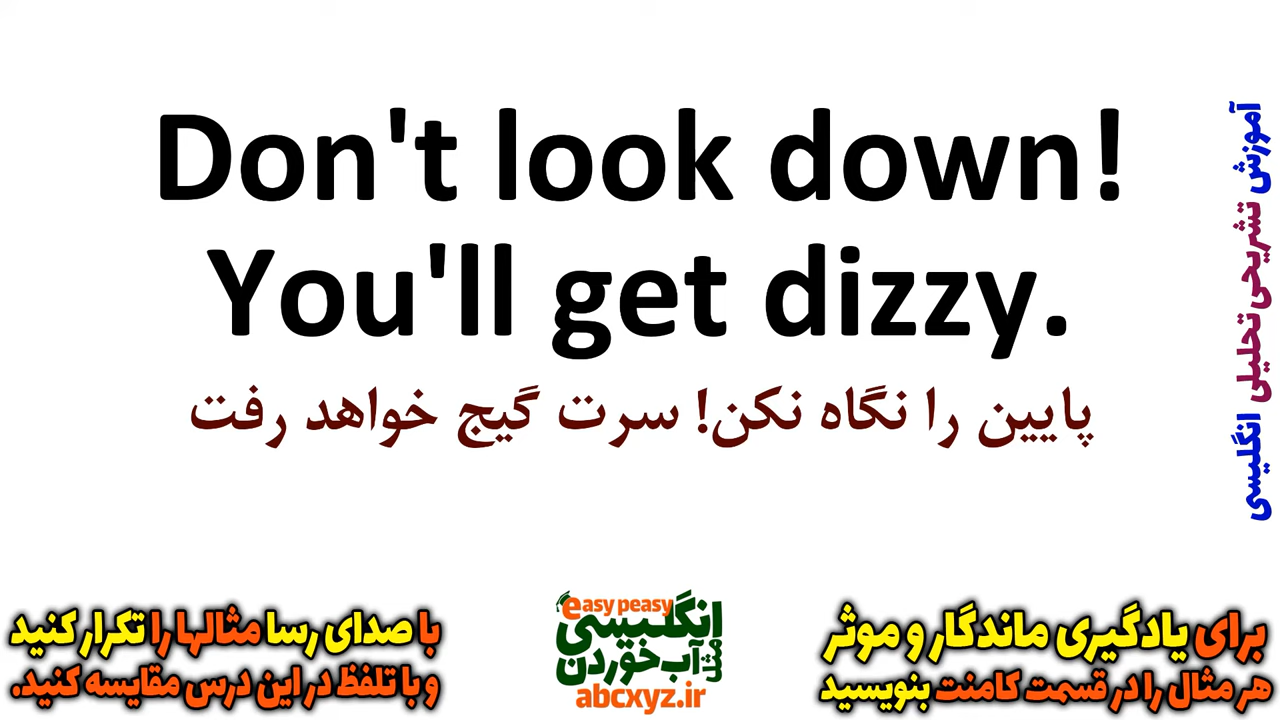 Don't look down!
You'll get dizzy.
پایین را نگاه نکن! سرت گیج خواهد رفت
آموزش تشریحی تحلیلی انگلیسی
برای یادگیری ماندگار و موثر
هر مثال را در قسمت کامنت بنویسید
easy peasy
انگلیسی
مثل آب خوردن
abcxyz.ir
با صدای رسا مثالها را تکرار کنید
و با تلفظ در این درس مقایسه کنید.